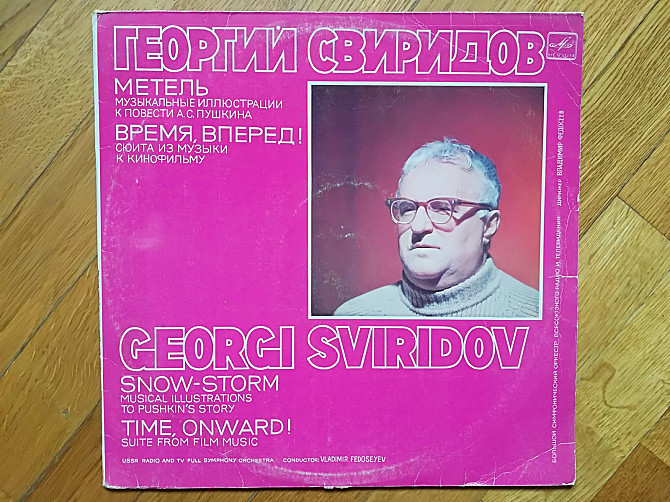 ГЕОРГИЙ СВИРИДОВ
МЕЛОДИЯ
МЕТЕЛЬ
МУЗЫКАЛЬНЫЕ ИЛЛЮСТРАЦИИ
К ПОВЕСТИ А.С. ПУШКИНА
ВРЕМЯ, ВПЕРЕД!
СЮИТА ИЗ МУЗЫКИ
К КИНОФИЛЬМУ
БОЛЬШОЙ СИМФОНИЧЕСКИЙ ОРКЕСТР ВСЕСОЮЗНОГО РАДИО И ТЕЛЕВИДЕНИЯ ДИРИЖЕР ВЛАДИМИР ФЕДОСЕЕВ
GEORGI SVIRIDOV
SNOW-STORM
MUSICAL ILLUSTRATIONS
TO PUSHKIN'S STORY
TIME, ONWARD!
SUITE FROM FILM MUSIC
USSR RADIO AND TV FULL SYMPHONY ORCHESTRA CONDUCTOR: VLADIMIR FEDOSEYEV